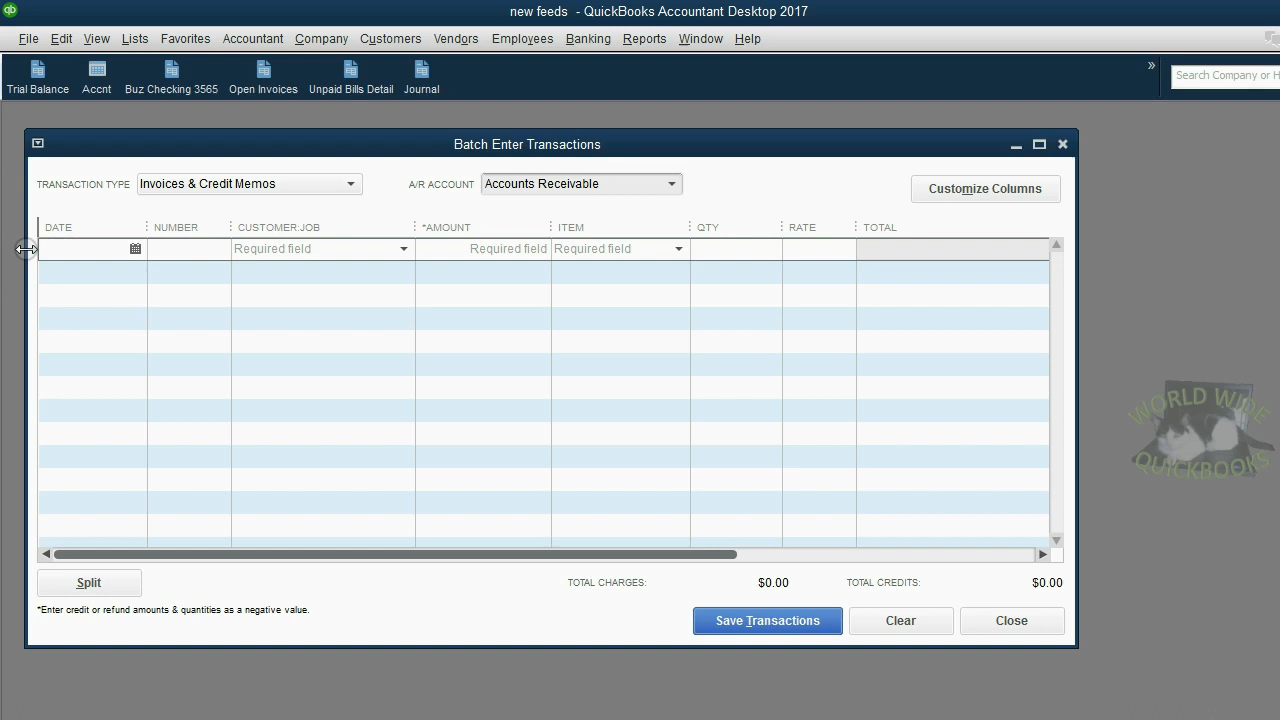 qb
new feeds - QuickBooks Accountant Desktop 2017
File Edit View Lists Favorites Accountant Company Customers Vendors Employees Banking Reports Window Help
Trial Balance Accnt Buz Checking 3565 Open Invoices Unpaid Bills Detail Journal » Search Company or H
Batch Enter Transactions
TRANSACTION TYPE Invoices & Credit Memos A/R ACCOUNT Accounts Receivable Customize Columns
DATE NUMBER CUSTOMER:JOB *AMOUNT ITEM QTY RATE TOTAL
Required field Required field Required field
WORLD WIDE
QUICKBOOKS
Split TOTAL CHARGES: $0.00 TOTAL CREDITS: $0.00
*Enter credit or refund amounts & quantities as a negative value.
Save Transactions Clear Close